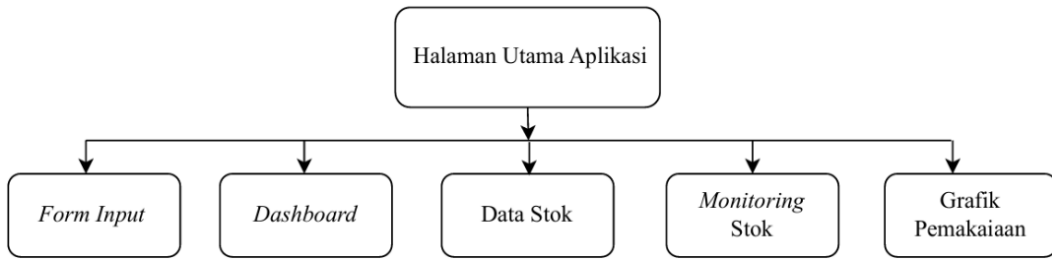 Halaman Utama Aplikasi
Form Input
Dashboard
Data Stok
Monitoring
Stok
Grafik
Pemakaiaan